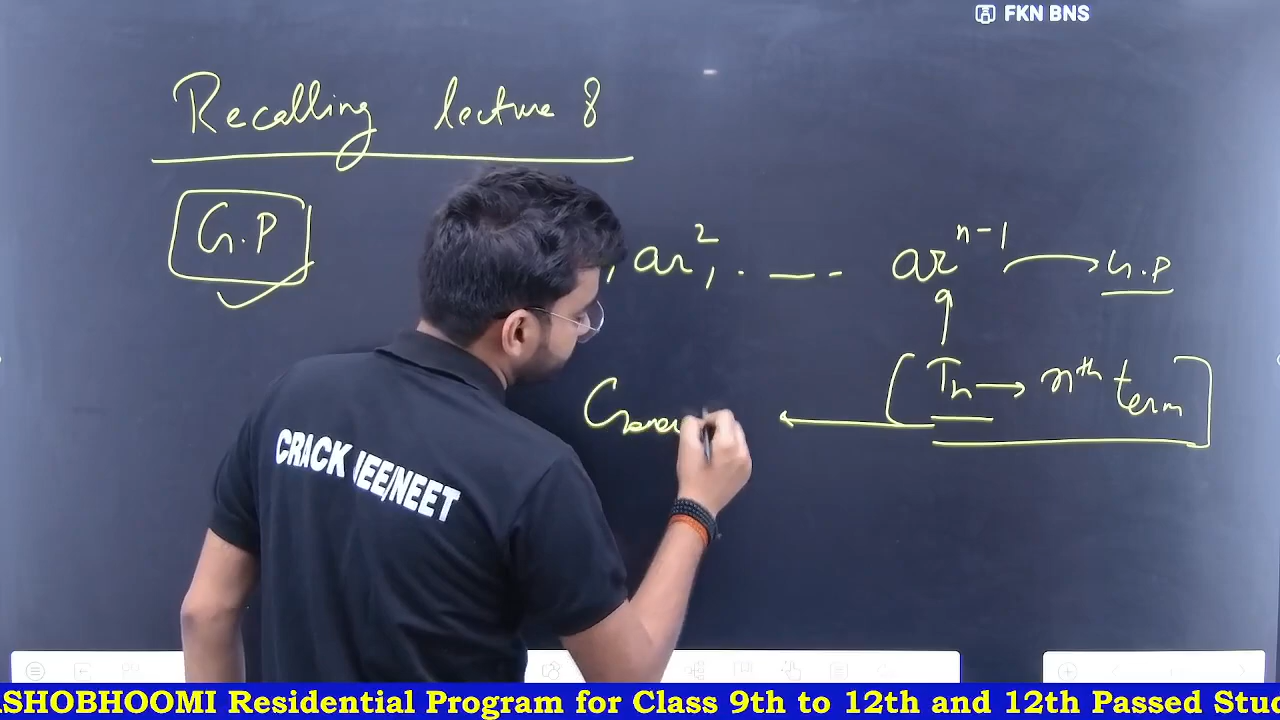 FKN BNS
Recalling lecture 8
G.P , ar², . _ _ - ar^{n-1} → G.P
[ Tn → nth term ]
CRACK JEE/NEET
SHOBHOOMI Residential Program for Class 9th to 12th and 12th Passed